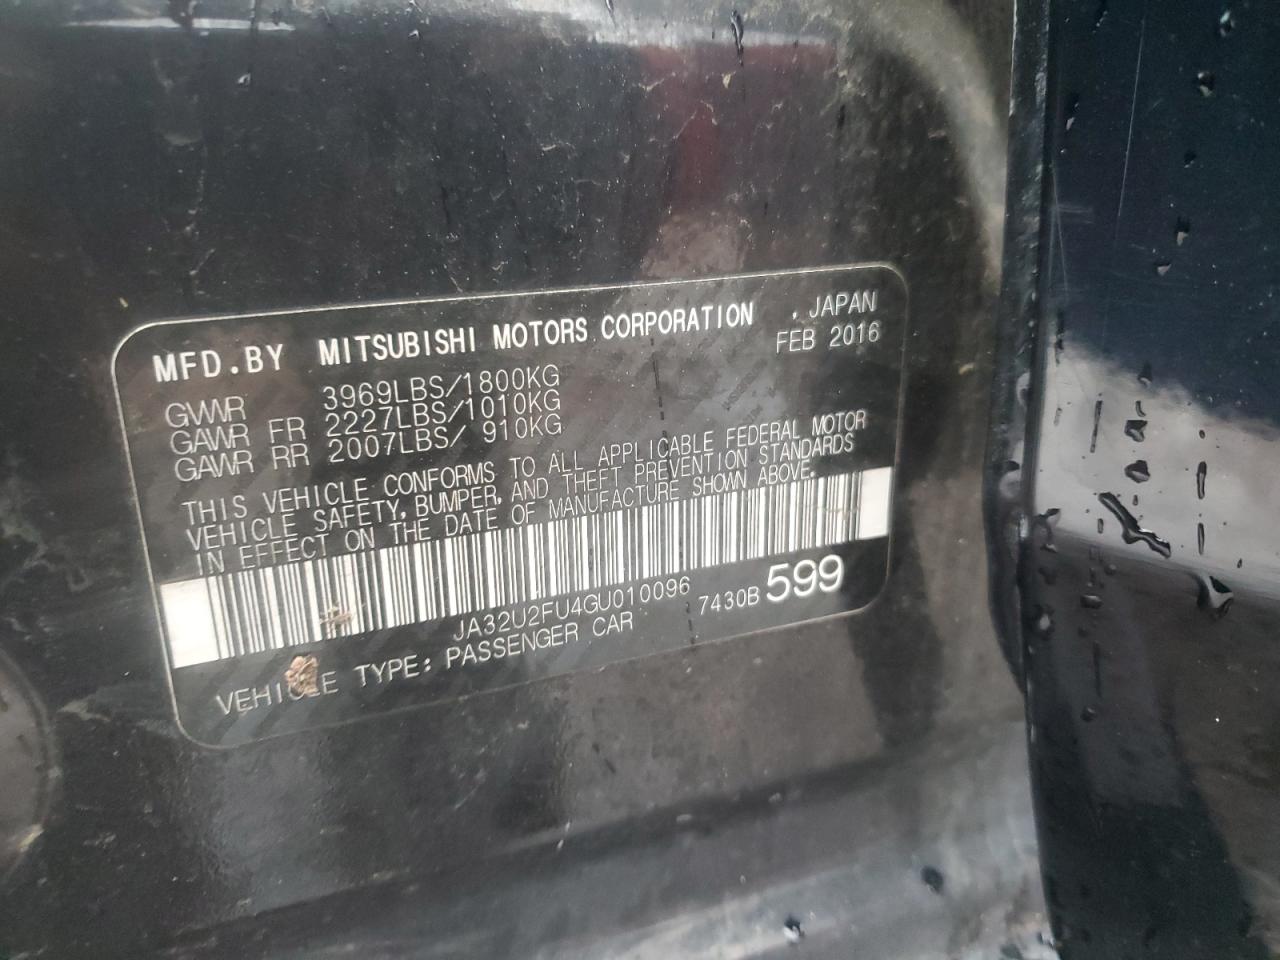 MFD.BY MITSUBISHI MOTORS CORPORATION . JAPAN
FEB 2016
GVWR 3969LBS/1800KG
GAWR FR 2227LBS/1010KG
GAWR RR 2007LBS/ 910KG
THIS VEHICLE CONFORMS TO ALL APPLICABLE FEDERAL MOTOR
VEHICLE SAFETY, BUMPER, AND THEFT PREVENTION STANDARDS
IN EFFECT ON THE DATE OF MANUFACTURE SHOWN ABOVE.
JA32U2FU4GU010096
7430B599
VEHICLE TYPE: PASSENGER CAR